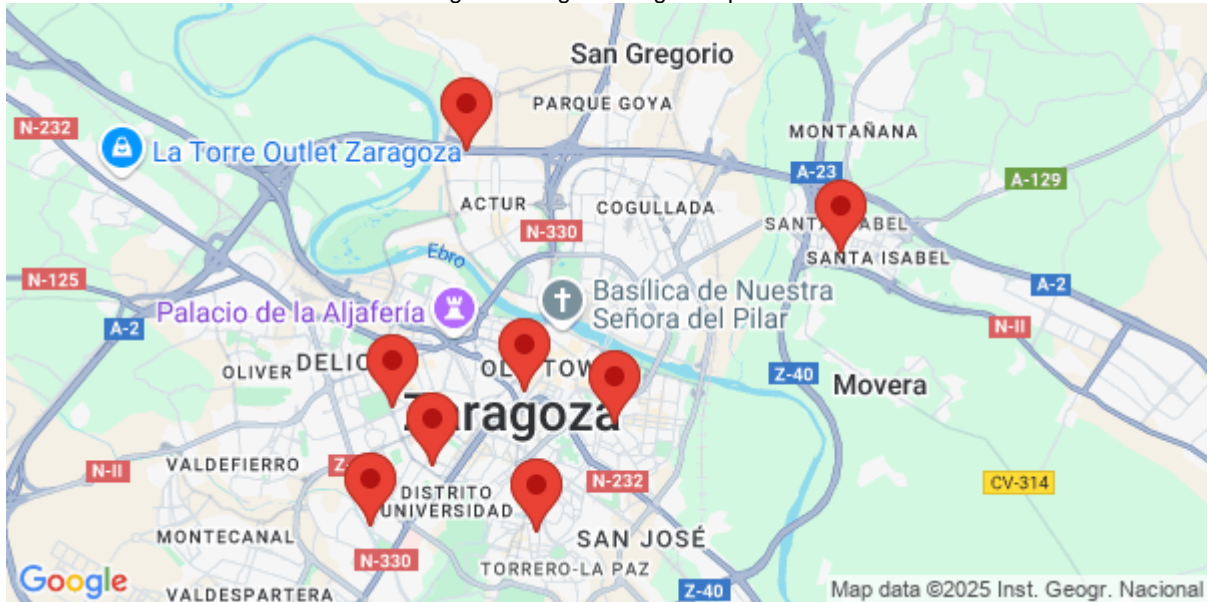 San Gregorio
PARQUE GOYA
N-232
MONTAÑANA
La Torre Outlet Zaragoza
A-23
A-129
ACTUR
COGULLADA
N-330
SANTA ISABEL
Ebro
N-125
Basílica de Nuestra
Señora del Pilar
Palacio de la Aljafería
A-2
A-2
N-II
OLIVER
Z-40
Movera
Zaragoza
VALDEFIERRO
N-II
N-232
CV-314
DISTRITO
UNIVERSIDAD
MONTECANAL
N-330
SAN JOSÉ
TORRERO-LA PAZ
Google
VALDESPARTERA
Z-40
Map data ©2025 Inst. Geogr. Nacional